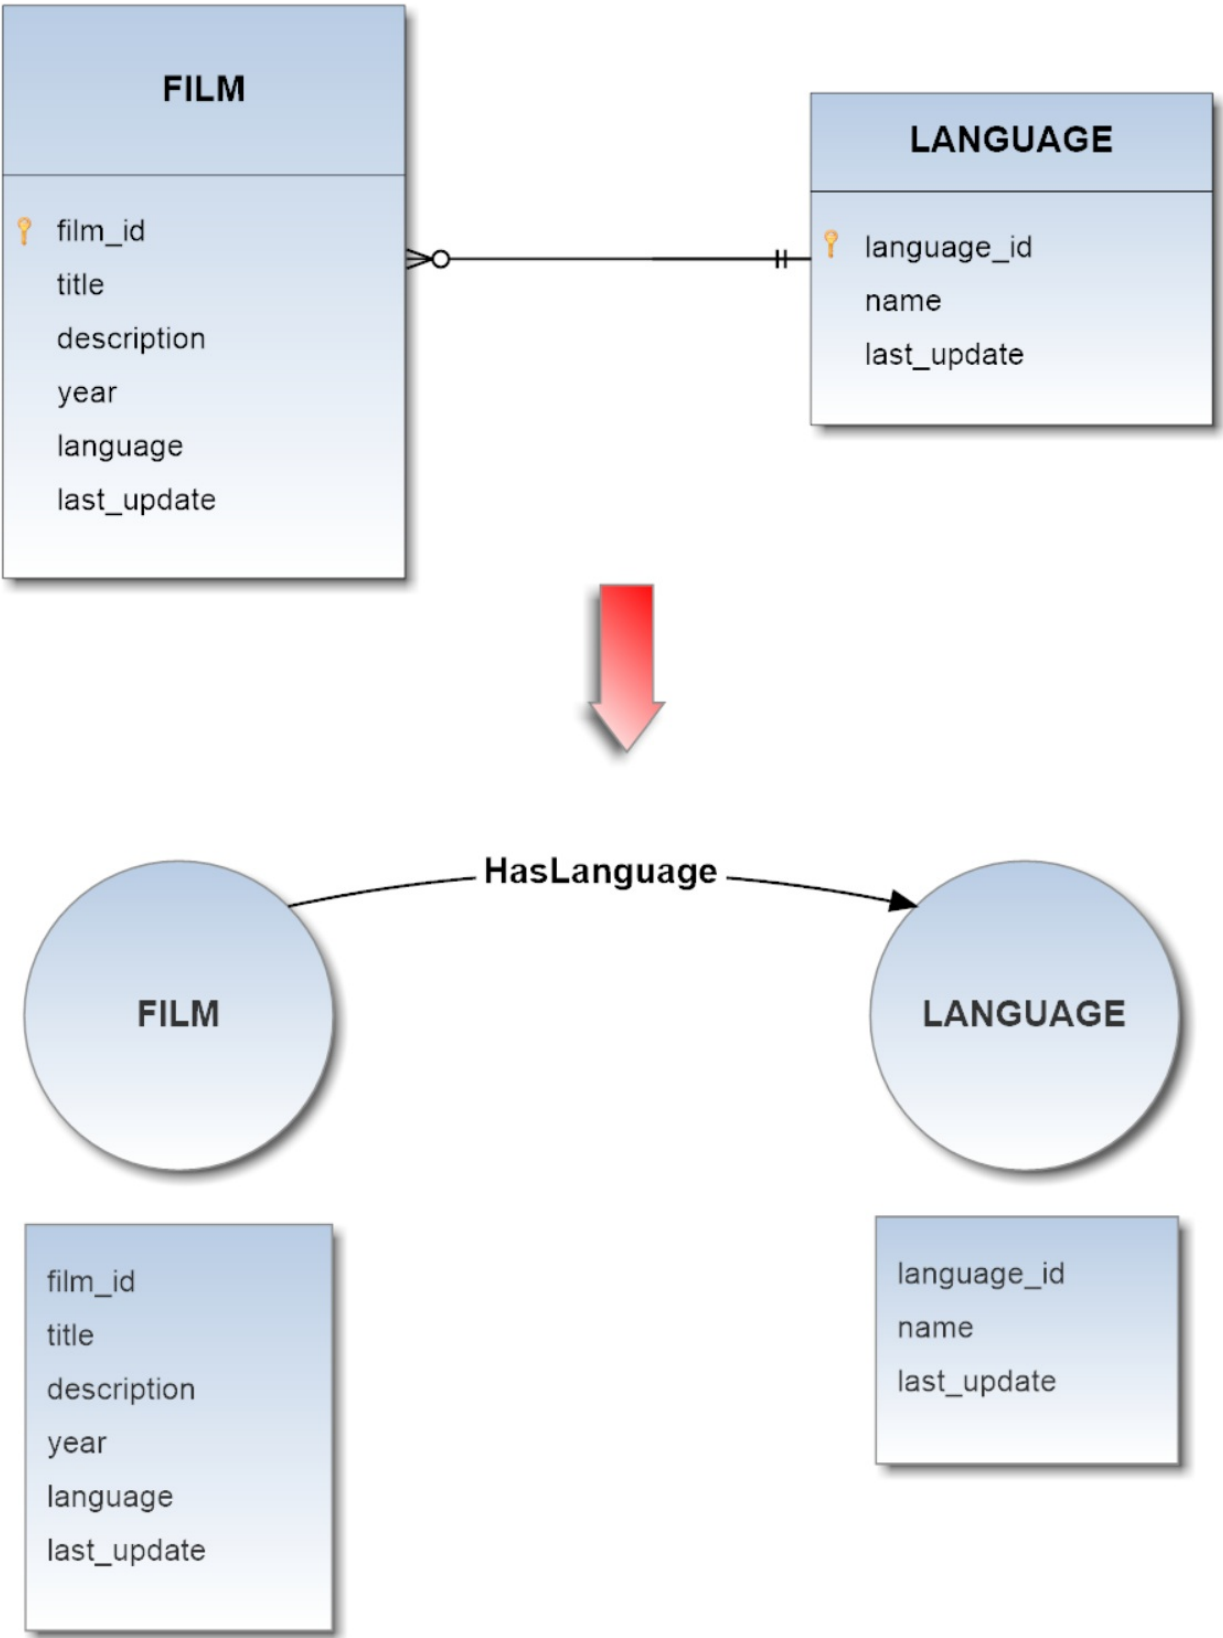 FILM
film_id
title
description
year
language
last_update
LANGUAGE
language_id
name
last_update
HasLanguage
FILM
LANGUAGE
film_id
title
description
year
language
last_update
language_id
name
last_update